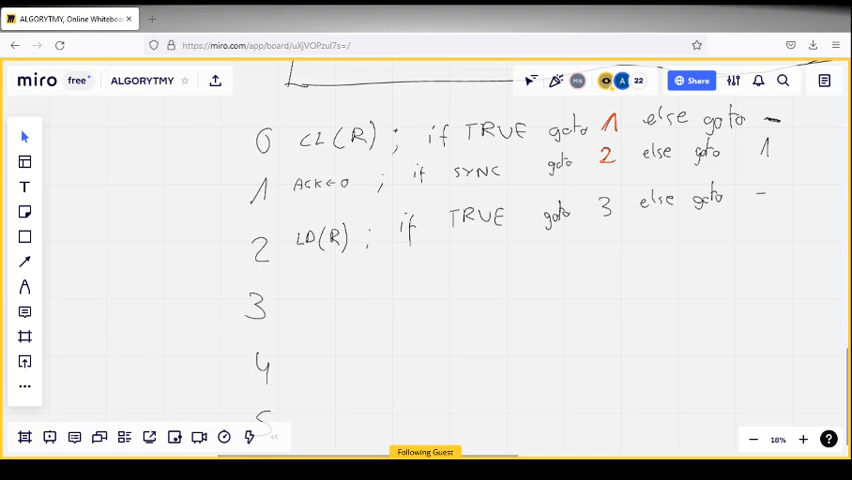 ALGORYTMY, Online Whiteboar
https://miro.com/app/board/uXjVOPzuI7s=/
miro free ALGORYTMY 22 Share
0 CL(R) ; if TRUE goto 1 else goto -
1 ACK←0 ; if SYNC goto 2 else goto 1
2 LD(R) ; if TRUE goto 3 else goto -
3
4
5
Following Guest
18%